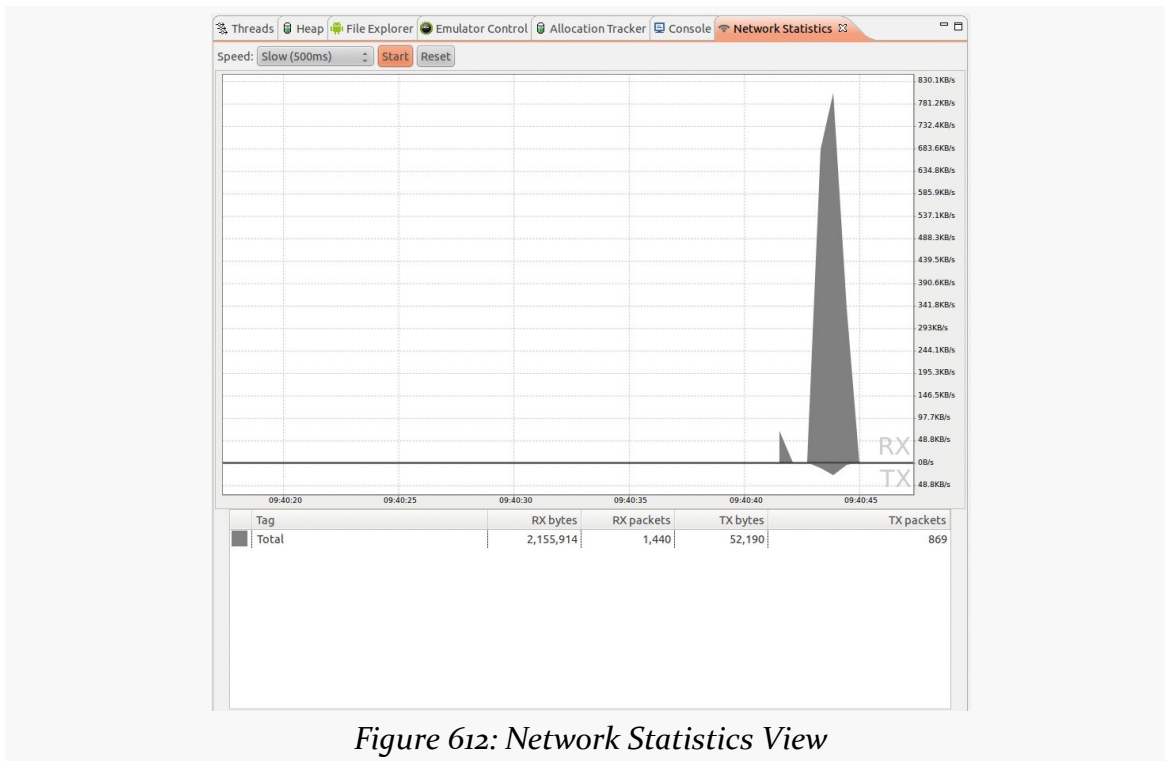 Threads Heap File Explorer Emulator Control Allocation Tracker Console Network Statistics
Speed: Slow (500ms) Start Reset
830.1KB/s
781.2KB/s
732.4KB/s
683.6KB/s
634.8KB/s
585.9KB/s
537.1KB/s
488.3KB/s
439.5KB/s
390.6KB/s
341.8KB/s
293KB/s
244.1KB/s
195.3KB/s
146.5KB/s
97.7KB/s
RX 48.8KB/s
0B/s
TX 48.8KB/s
09:40:20 09:40:25 09:40:30 09:40:35 09:40:40 09:40:45
Tag RX bytes RX packets TX bytes TX packets
Total 2,155,914 1,440 52,190 869
Figure 612: Network Statistics View